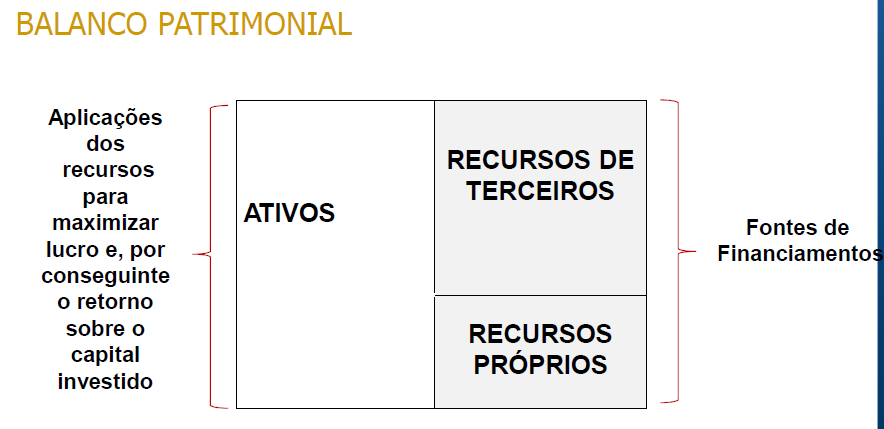 BALANCO PATRIMONIAL
Aplicações
dos
recursos
para
maximizar
lucro e, por
conseguinte
o retorno
sobre o
capital
investido
ATIVOS
RECURSOS DE
TERCEIROS
RECURSOS
PRÓPRIOS
Fontes de
Financiamentos